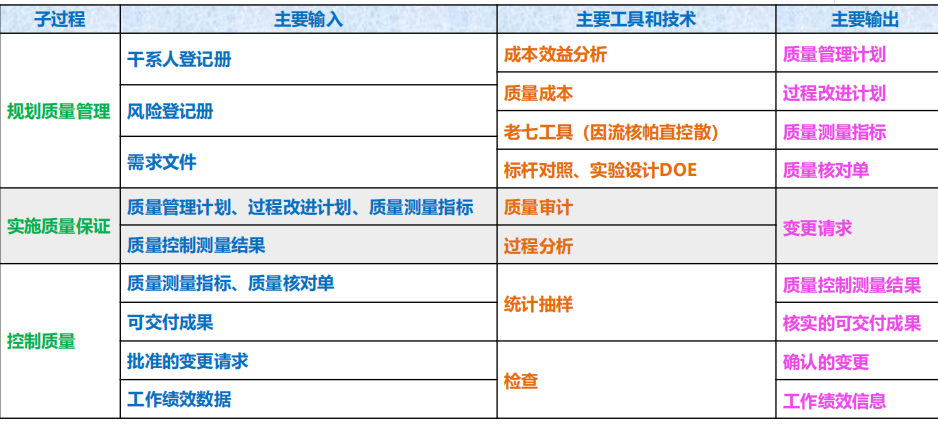 子过程 主要输入 主要工具和技术 主要输出
规划质量管理
干系人登记册
风险登记册
需求文件
成本效益分析
质量成本
老七工具（因流核帕直控散）
标杆对照、实验设计DOE
质量管理计划
过程改进计划
质量测量指标
质量核对单
实施质量保证
质量管理计划、过程改进计划、质量测量指标
质量控制测量结果
质量审计
过程分析
变更请求
控制质量
质量测量指标、质量核对单
可交付成果
批准的变更请求
工作绩效数据
统计抽样
检查
质量控制测量结果
核实的可交付成果
确认的变更
工作绩效信息